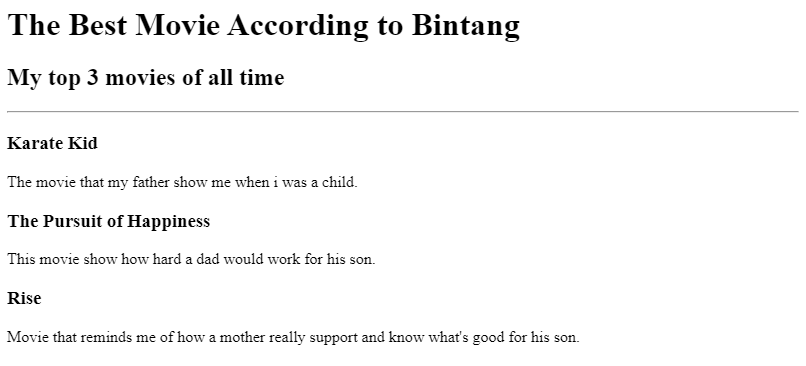 The Best Movie According to Bintang
My top 3 movies of all time
Karate Kid
The movie that my father show me when i was a child.
The Pursuit of Happiness
This movie show how hard a dad would work for his son.
Rise
Movie that reminds me of how a mother really support and know what's good for his son.